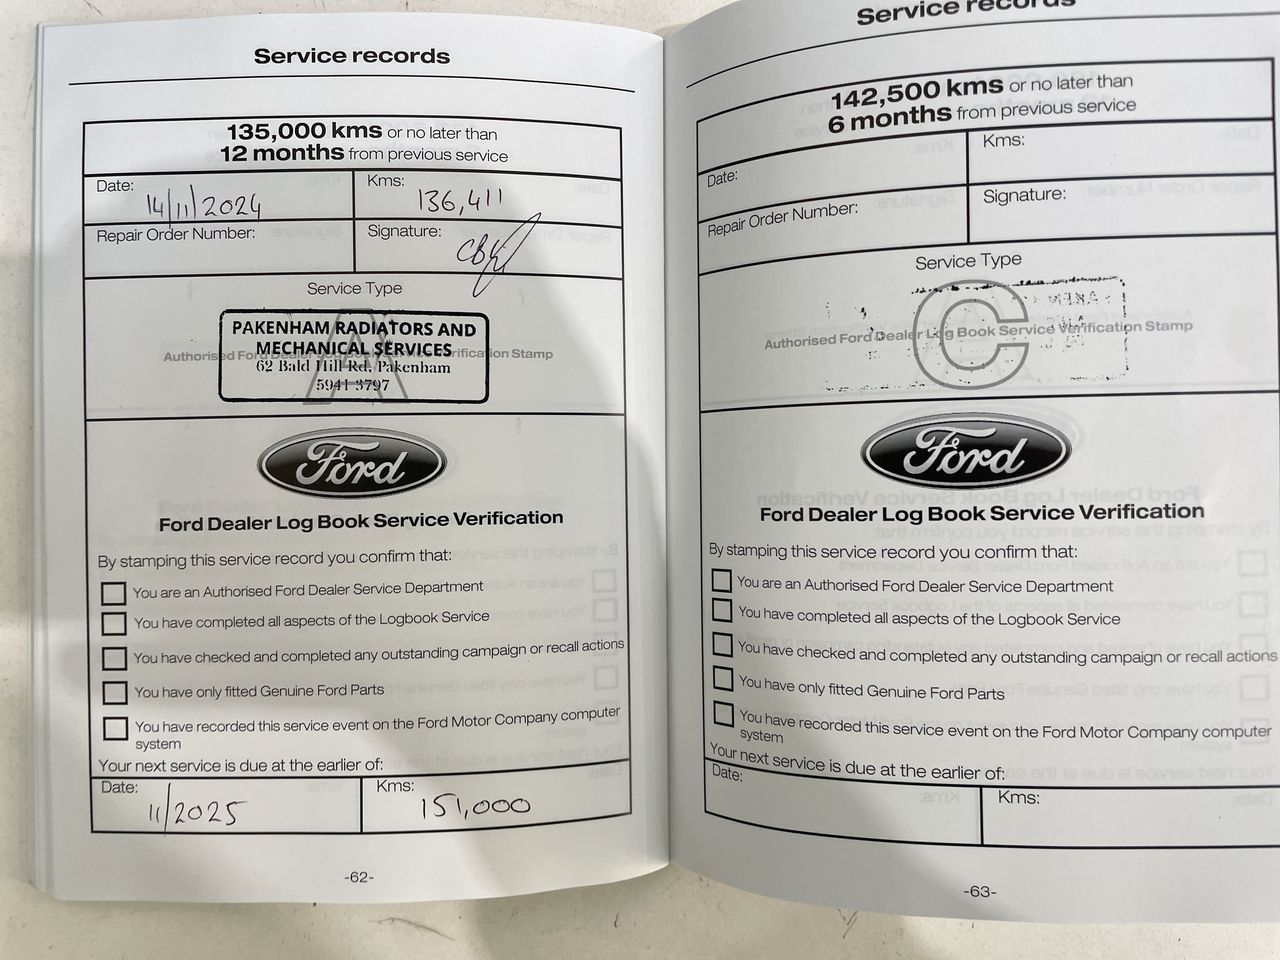 Service records
135,000 kms or no later than
12 months from previous service
Date:
14/11/2024
Kms:
136,411
Repair Order Number:
Signature:
Service Type
A
PAKENHAM RADIATORS AND
MECHANICAL SERVICES
62 Bald Hill Rd, Pakenham
5941 3797
Authorised Ford Dealer Log Book Service Verification Stamp
Ford
Ford Dealer Log Book Service Verification
By stamping this service record you confirm that:
You are an Authorised Ford Dealer Service Department
You have completed all aspects of the Logbook Service
You have checked and completed any outstanding campaign or recall actions
You have only fitted Genuine Ford Parts
You have recorded this service event on the Ford Motor Company computer
system
Your next service is due at the earlier of:
Date:
11/2025
Kms:
151,000
-62-
Service records
142,500 kms or no later than
6 months from previous service
Date:
Kms:
Repair Order Number:
Signature:
Service Type
C
Authorised Ford Dealer Log Book Service Verification Stamp
Ford
Ford Dealer Log Book Service Verification
By stamping this service record you confirm that:
You are an Authorised Ford Dealer Service Department
You have completed all aspects of the Logbook Service
You have checked and completed any outstanding campaign or recall actions
You have only fitted Genuine Ford Parts
You have recorded this service event on the Ford Motor Company computer
system
Your next service is due at the earlier of:
Date:
Kms:
-63-